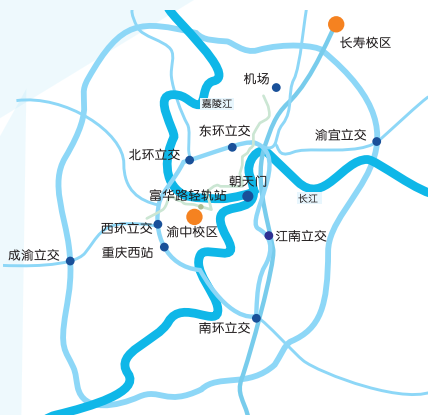 长寿校区
机场
嘉陵江
东环立交
渝宜立交
北环立交
朝天门
富华路轻轨站
长江
西环立交
渝中校区
江南立交
重庆西站
成渝立交
南环立交